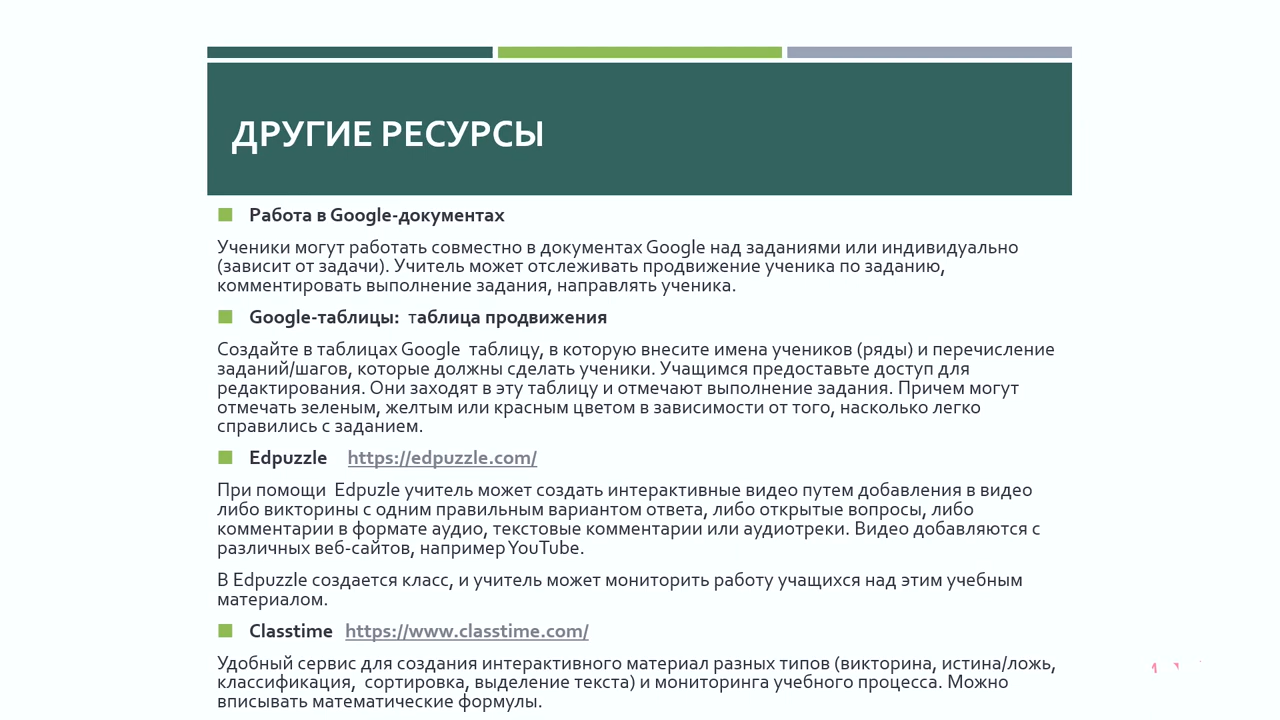 ДРУГИЕ РЕСУРСЫ
Работа в Google-документах
Ученики могут работать совместно в документах Google над заданиями или индивидуально
(зависит от задачи). Учитель может отслеживать продвижение ученика по заданию,
комментировать выполнение задания, направлять ученика.
Google-таблицы: таблица продвижения
Создайте в таблицах Google таблицу, в которую внесите имена учеников (ряды) и перечисление
заданий/шагов, которые должны сделать ученики. Учащимся предоставьте доступ для
редактирования. Они заходят в эту таблицу и отмечают выполнение задания. Причем могут
отмечать зеленым, желтым или красным цветом в зависимости от того, насколько легко
справились с заданием.
Edpuzzle https://edpuzzle.com/
При помощи Edpuzle учитель может создать интерактивные видео путем добавления в видео
либо викторины с одним правильным вариантом ответа, либо открытые вопросы, либо
комментарии в формате аудио, текстовые комментарии или аудиотреки. Видео добавляются с
различных веб-сайтов, например YouTube.
В Edpuzzle создается класс, и учитель может мониторить работу учащихся над этим учебным
материалом.
Classtime https://www.classtime.com/
Удобный сервис для создания интерактивного материал разных типов (викторина, истина/ложь,
классификация, сортировка, выделение текста) и мониторинга учебного процесса. Можно
вписывать математические формулы.